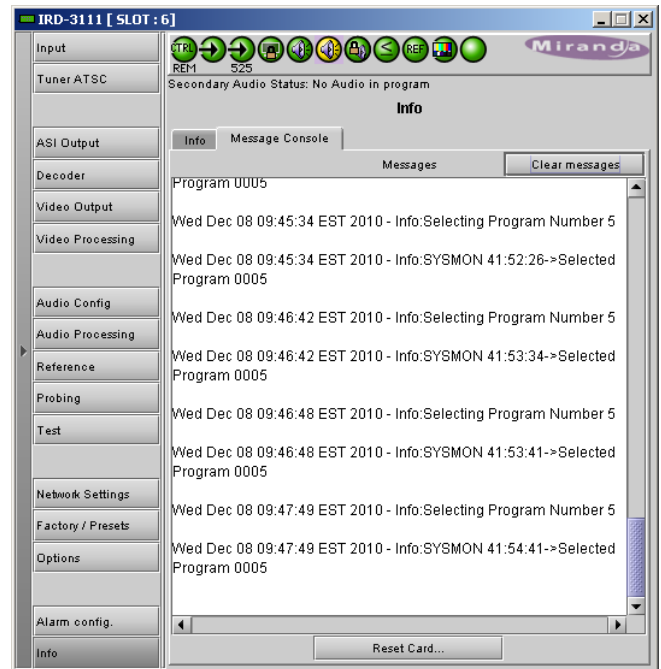 IRD-3111 [ SLOT : 6]
Input
Tuner ATSC
ASI Output
Decoder
Video Output
Video Processing
Audio Config
Audio Processing
Reference
Probing
Test
Network Settings
Factory / Presets
Options
Alarm config.
Info
CTRL
REF
Miranda
REM
525
Secondary Audio Status: No Audio in program
Info
Info
Message Console
Messages
Clear messages
Program 0005
Wed Dec 08 09:45:34 EST 2010 - Info:Selecting Program Number 5
Wed Dec 08 09:45:34 EST 2010 - Info:SYSMON 41:52:26->Selected
Program 0005
Wed Dec 08 09:46:42 EST 2010 - Info:Selecting Program Number 5
Wed Dec 08 09:46:42 EST 2010 - Info:SYSMON 41:53:34->Selected
Program 0005
Wed Dec 08 09:46:48 EST 2010 - Info:Selecting Program Number 5
Wed Dec 08 09:46:48 EST 2010 - Info:SYSMON 41:53:41->Selected
Program 0005
Wed Dec 08 09:47:49 EST 2010 - Info:Selecting Program Number 5
Wed Dec 08 09:47:49 EST 2010 - Info:SYSMON 41:54:41->Selected
Program 0005
Reset Card...